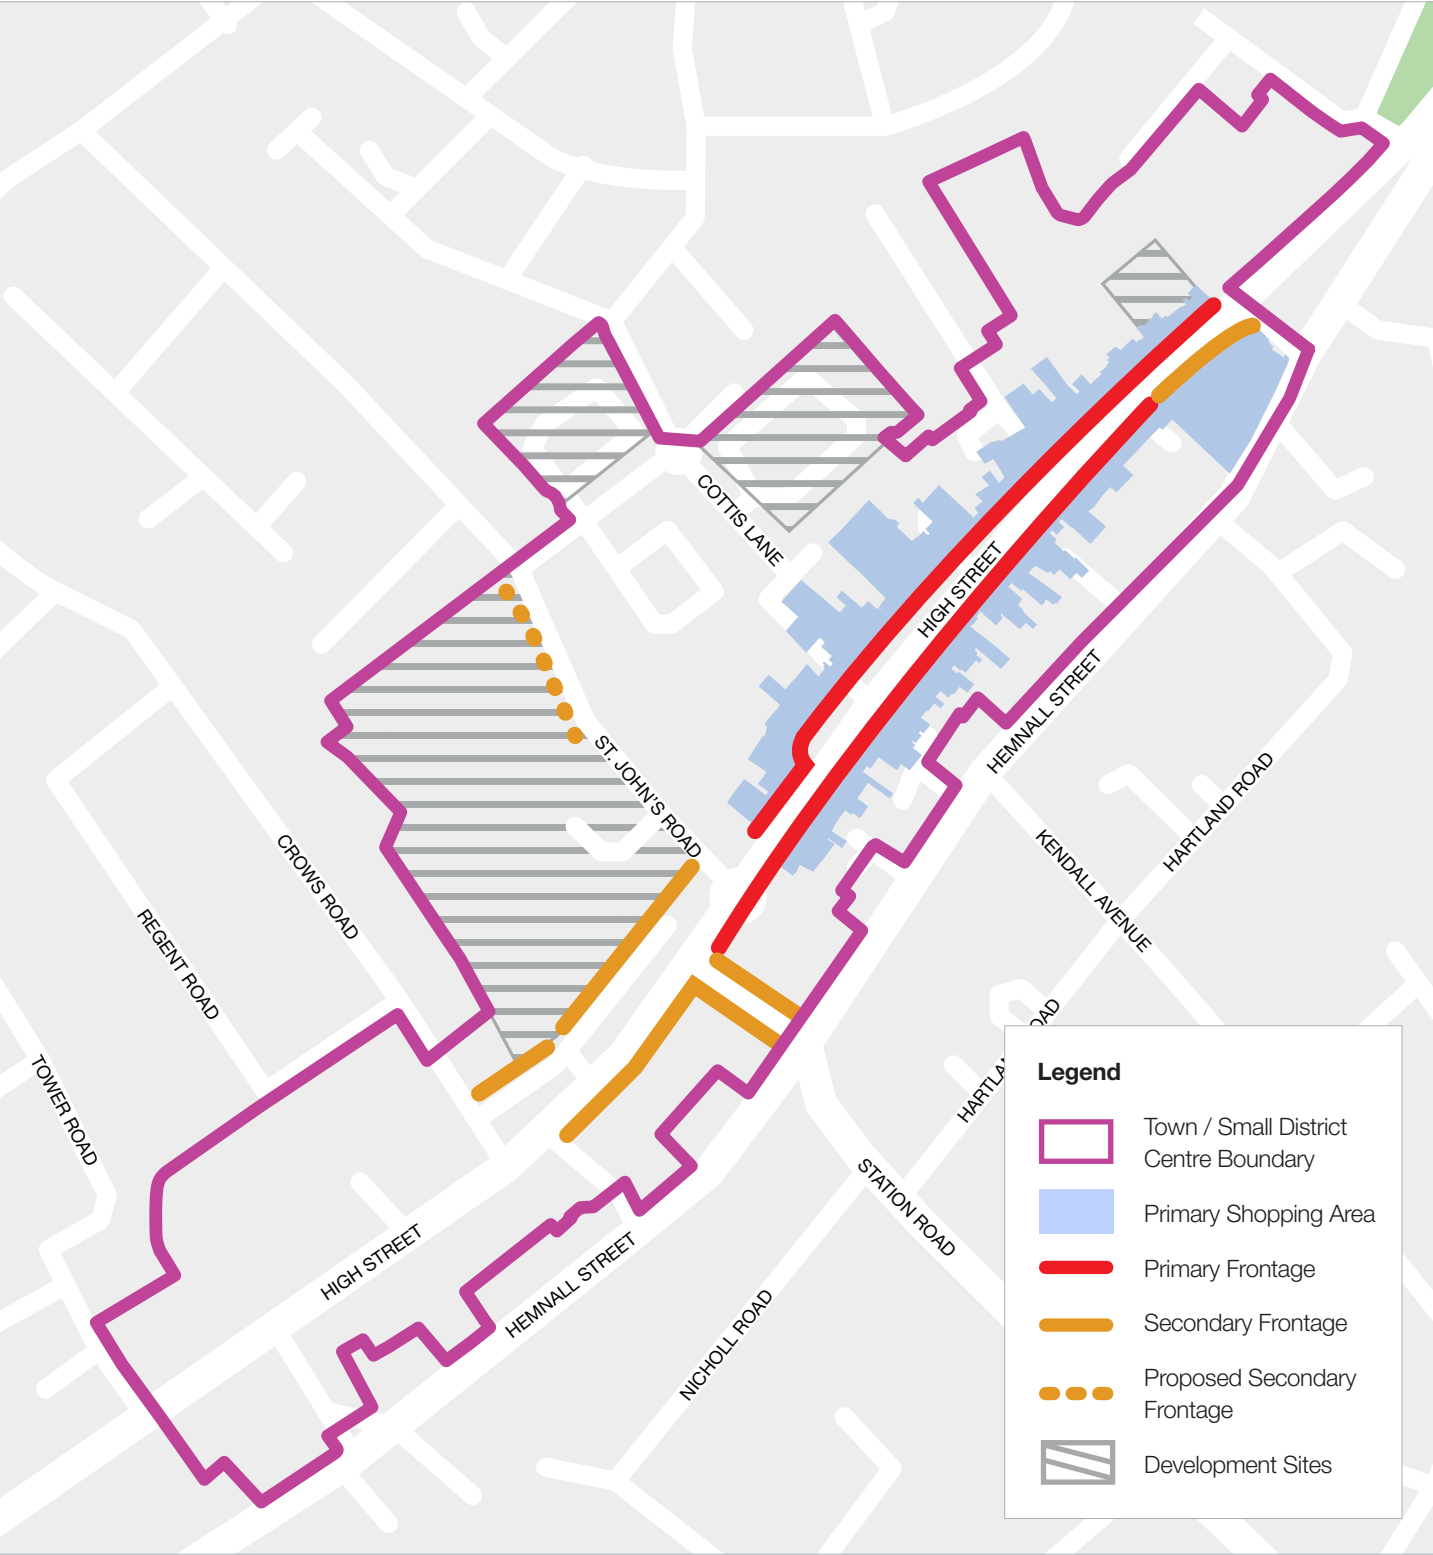 COTTIS LANE
HIGH STREET
HEMNALL STREET
ST. JOHN'S ROAD
HARTLAND ROAD
KENDALL AVENUE
CROWS ROAD
REGENT ROAD
TOWER ROAD
HARTLA
OAD
STATION ROAD
HIGH STREET
HEMNALL STREET
NICHOLL ROAD
Legend
Town / Small District
Centre Boundary
Primary Shopping Area
Primary Frontage
Secondary Frontage
Proposed Secondary
Frontage
Development Sites